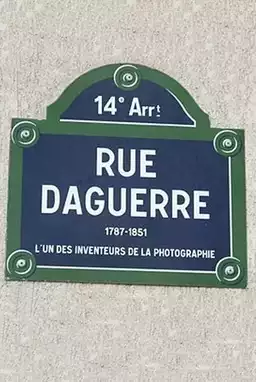 14e Arrt
RUE
DAGUERRE
1787-1851
L'UN DES INVENTEURS DE LA PHOTOGRAPHIE